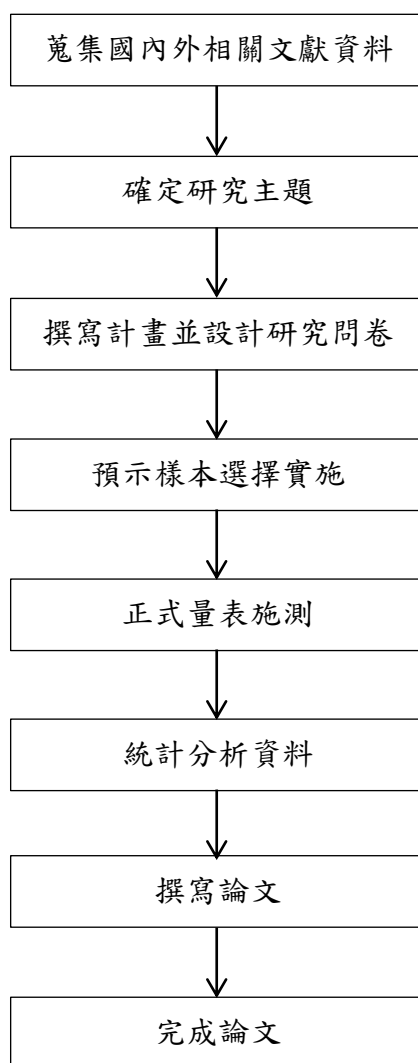 蒐集國內外相關文獻資料
確定研究主題
撰寫計畫並設計研究問卷
預示樣本選擇實施
正式量表施測
統計分析資料
撰寫論文
完成論文